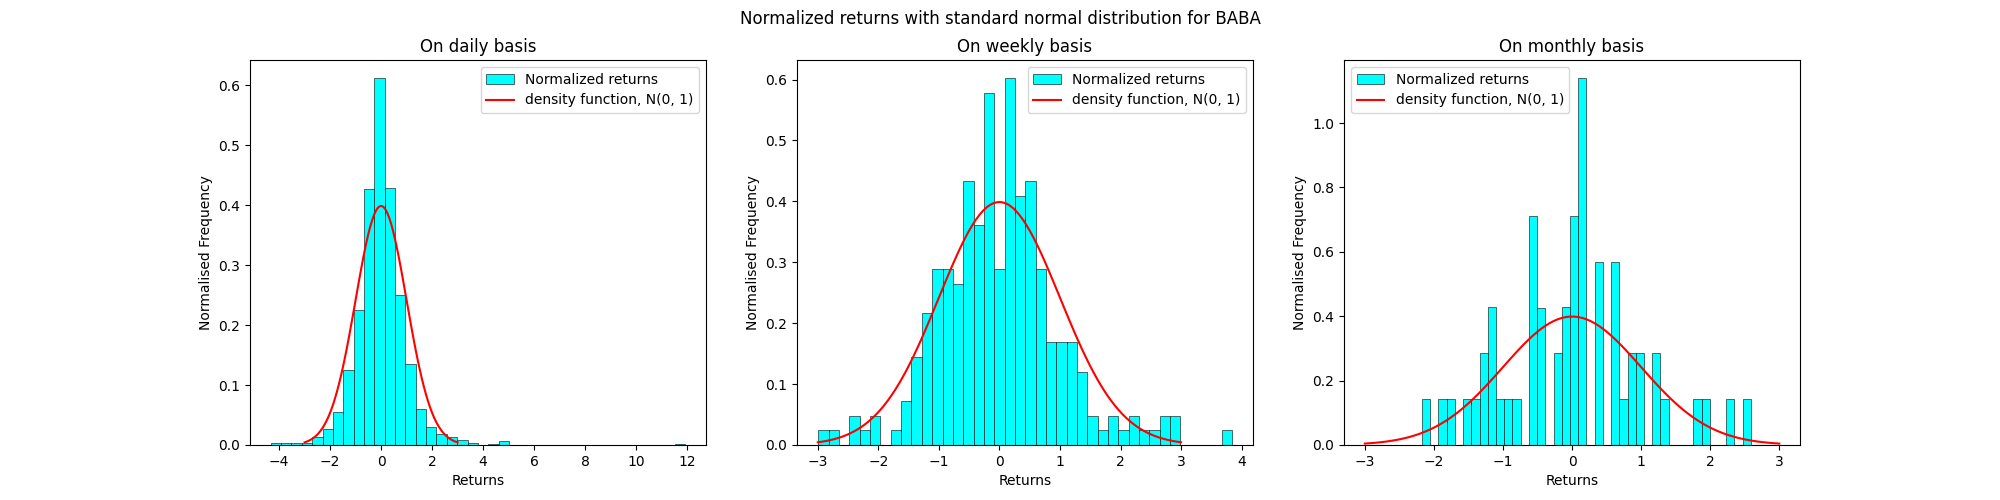 Normalized returns with standard normal distribution for BABA
On daily basis
Normalized returns
density function, N(0, 1)
Normalised Frequency
0.6
0.5
0.4
0.3
0.2
0.1
0.0
−4 −2 0 2 4 6 8 10 12
Returns
On weekly basis
Normalized returns
density function, N(0, 1)
Normalised Frequency
0.6
0.5
0.4
0.3
0.2
0.1
0.0
−3 −2 −1 0 1 2 3 4
Returns
On monthly basis
Normalized returns
density function, N(0, 1)
Normalised Frequency
1.0
0.8
0.6
0.4
0.2
0.0
−3 −2 −1 0 1 2 3
Returns